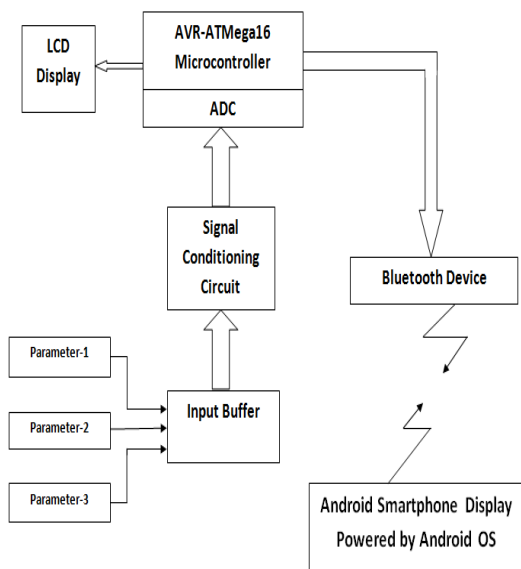 LCD
Display
AVR-ATMega16
Microcontroller
ADC
Signal
Conditioning
Circuit
Bluetooth Device
Parameter-1
Parameter-2
Parameter-3
Input Buffer
Android Smartphone Display
Powered by Android OS